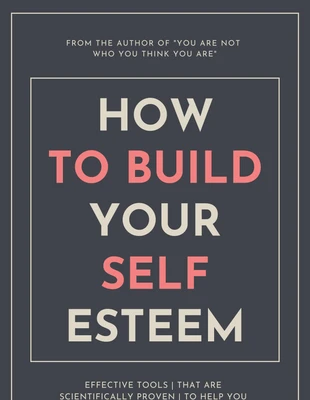 FROM THE AUTHOR OF "YOU ARE NOT
WHO YOU THINK YOU ARE"
HOW
TO BUILD
YOUR
SELF
ESTEEM
EFFECTIVE TOOLS | THAT ARE
SCIENTIFICALLY PROVEN | TO HELP YOU